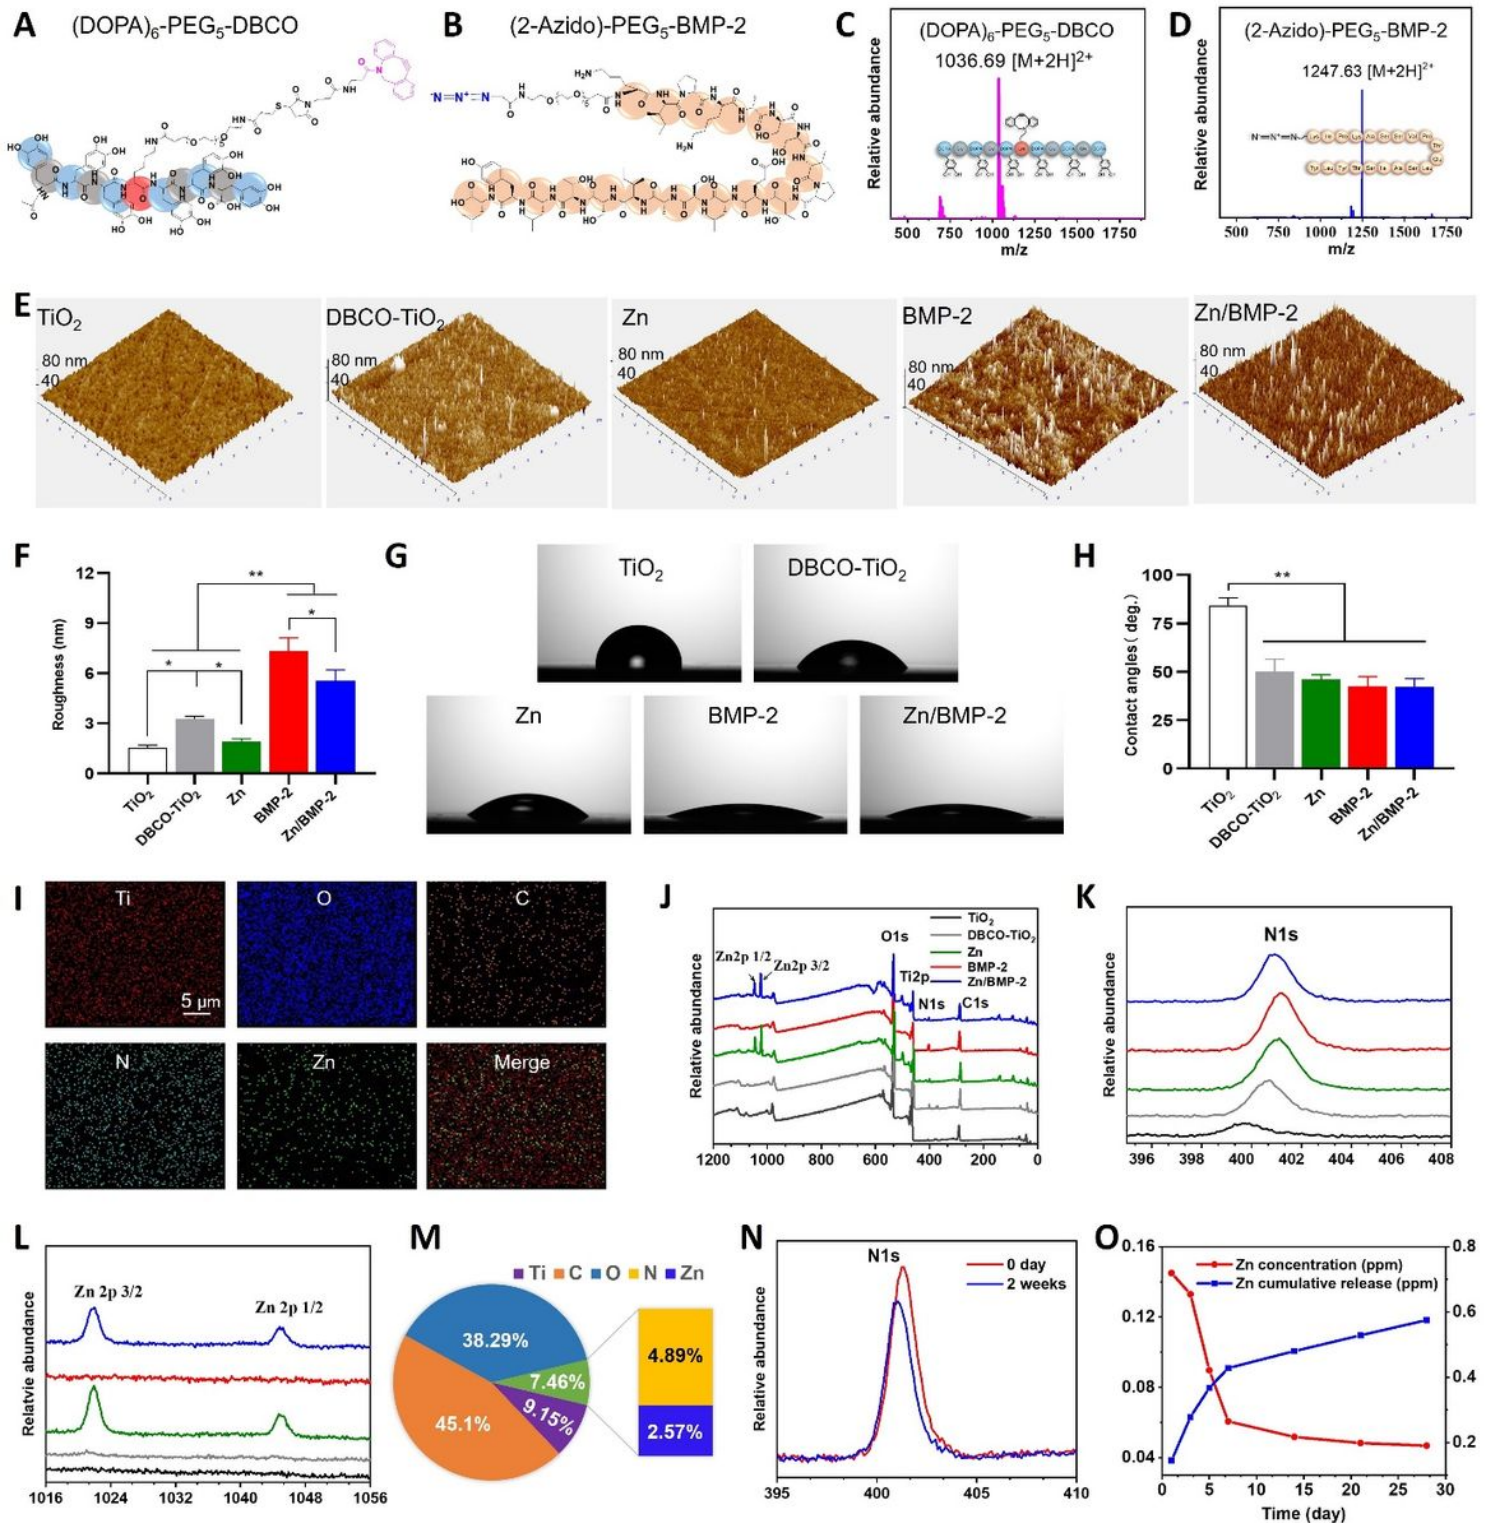 A (DOPA)₆-PEG₅-DBCO
B (2-Azido)-PEG₅-BMP-2
C (DOPA)₆-PEG₅-DBCO
1036.69 [M+2H]²⁺
Relative abundance
500 750 1000 1250 1500 1750
m/z
D (2-Azido)-PEG₅-BMP-2
1247.63 [M+2H]²⁺
Relative abundance
500 750 1000 1250 1500 1750
m/z
E
TiO₂
80 nm
40
DBCO-TiO₂
80 nm
40
Zn
80 nm
40
BMP-2
80 nm
40
Zn/BMP-2
80 nm
40
F
Roughness (nm)
12
9
6
3
0
**
*
* *
TiO₂ DBCO-TiO₂ Zn BMP-2 Zn/BMP-2
G
TiO₂
DBCO-TiO₂
Zn
BMP-2
Zn/BMP-2
H
Contact angles( deg.)
100
75
50
25
0
**
TiO₂ DBCO-TiO₂ Zn BMP-2 Zn/BMP-2
I
Ti
5 µm
O
C
N
Zn
Merge
J
Relative abundance
TiO₂
DBCO-TiO₂
Zn
BMP-2
Zn/BMP-2
Zn2p 1/2
Zn2p 3/2
O1s
Ti2p
N1s
C1s
1200 1000 800 600 400 200 0
K
N1s
Relative abundance
396 398 400 402 404 406 408
L
Zn 2p 3/2
Zn 2p 1/2
Relatvie abundance
1016 1024 1032 1040 1048 1056
M
Ti C O N Zn
38.29%
7.46%
9.15%
45.1%
4.89%
2.57%
N
N1s
0 day
2 weeks
Relative abundance
395 400 405 410
O
Zn concentration (ppm)
Zn cumulative release (ppm)
0.16
0.12
0.08
0.04
0.8
0.6
0.4
0.2
0 5 10 15 20 25 30
Time (day)